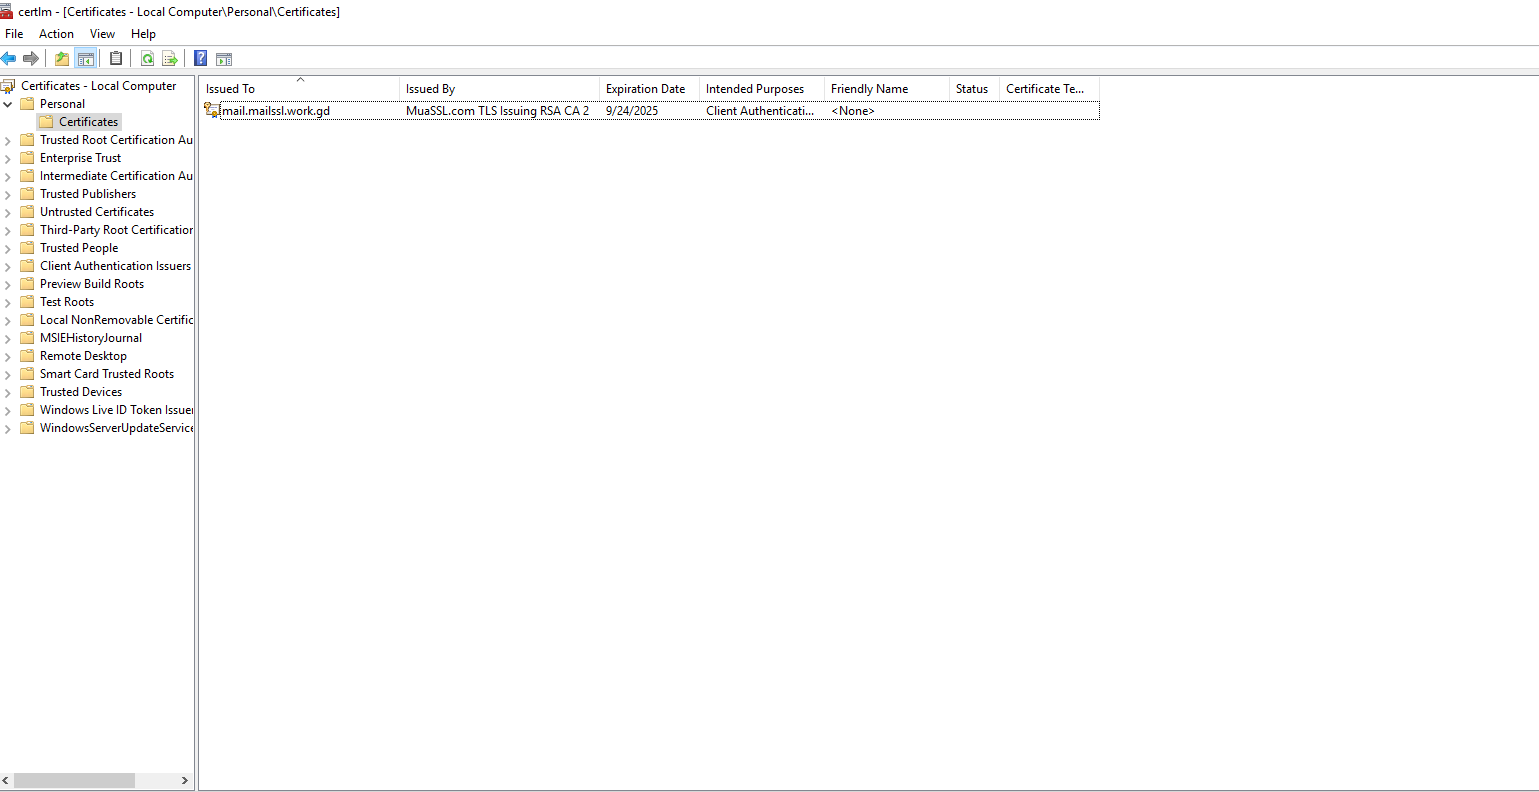 certlm - [Certificates - Local Computer\Personal\Certificates]
File Action View Help
Certificates - Local Computer
Personal
Certificates
Trusted Root Certification Au
Enterprise Trust
Intermediate Certification Au
Trusted Publishers
Untrusted Certificates
Third-Party Root Certification
Trusted People
Client Authentication Issuers
Preview Build Roots
Test Roots
Local NonRemovable Certific
MSIEHistoryJournal
Remote Desktop
Smart Card Trusted Roots
Trusted Devices
Windows Live ID Token Issuer
WindowsServerUpdateService
Issued To Issued By Expiration Date Intended Purposes Friendly Name Status Certificate Te...
mail.mailssl.work.gd MuaSSL.com TLS Issuing RSA CA 2 9/24/2025 Client Authenticati... <None>